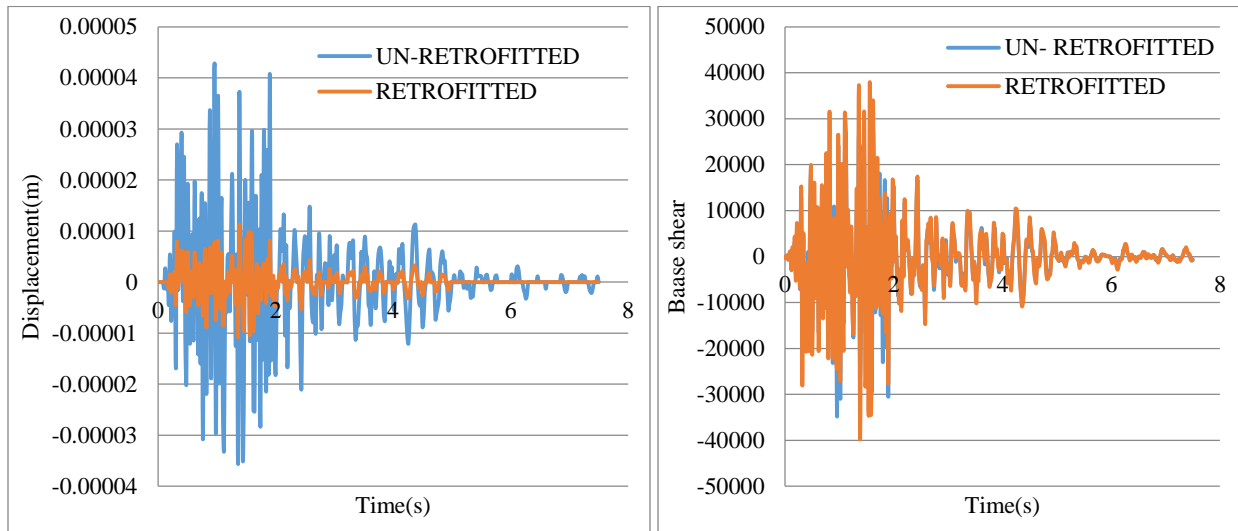 0.00005
0.00004
0.00003
0.00002
0.00001
0
-0.00001
-0.00002
-0.00003
-0.00004
Displacement(m)
UN-RETROFITTED
RETROFITTED
0 2 4 6 8
Time(s)
50000
40000
30000
20000
10000
0
-10000
-20000
-30000
-40000
-50000
Baaase shear
UN- RETROFITTED
RETROFITTED
0 2 4 6 8
Time(s)